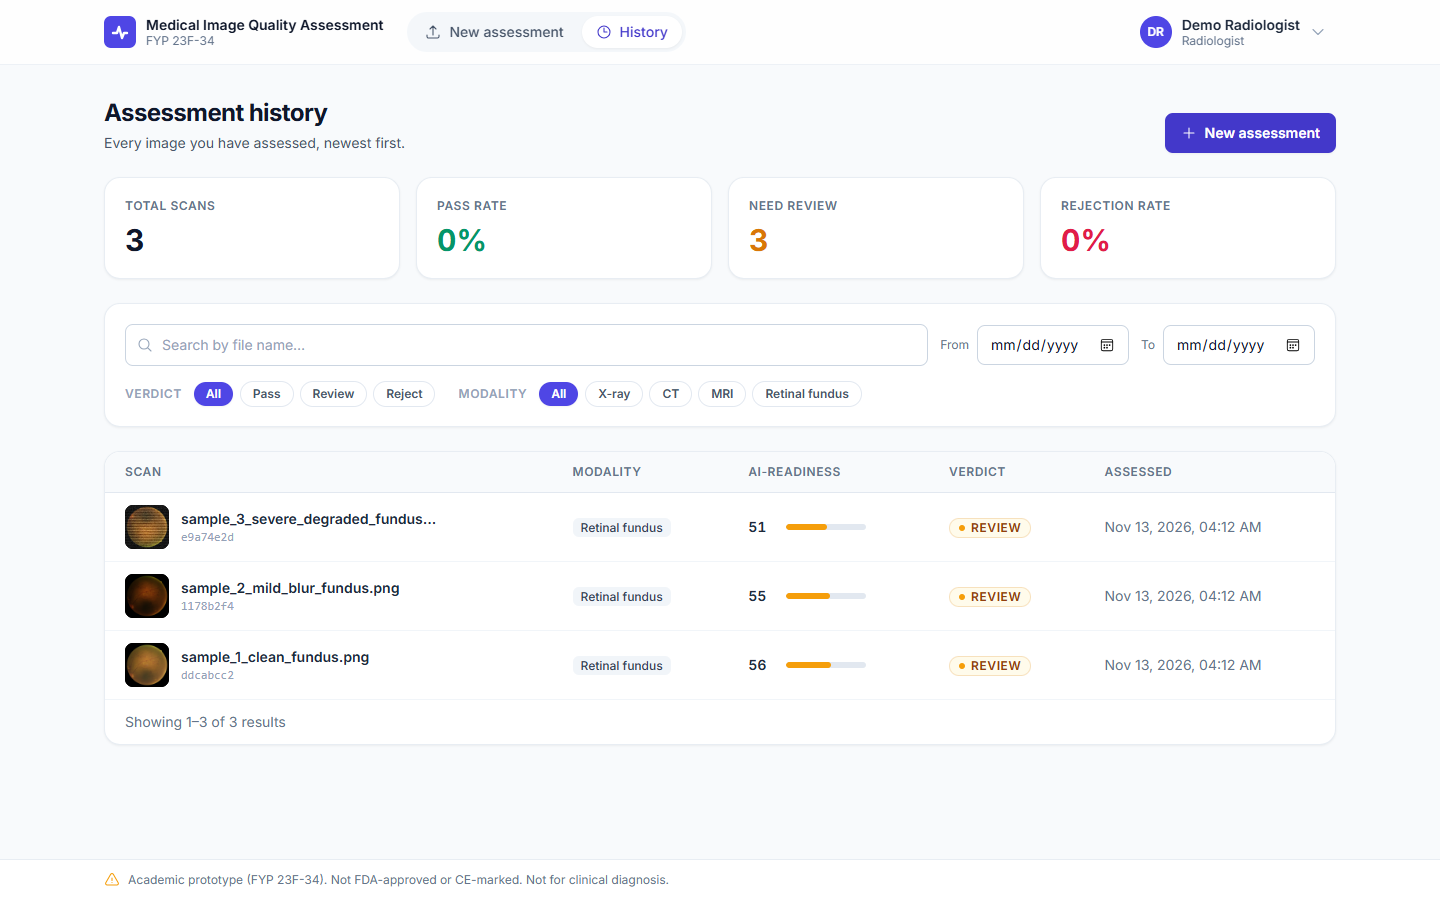 Medical Image Quality Assessment
FYP 23F-34
New assessment
History
DR
Demo Radiologist
Radiologist
Assessment history
Every image you have assessed, newest first.
New assessment
TOTAL SCANS
3
PASS RATE
0%
NEED REVIEW
3
REJECTION RATE
0%
Search by file name...
From mm/dd/yyyy To mm/dd/yyyy
VERDICT All Pass Review Reject MODALITY All X-ray CT MRI Retinal fundus
SCAN MODALITY AI-READINESS VERDICT ASSESSED
sample_3_severe_degraded_fundus...
e9a74e2d
Retinal fundus 51 REVIEW Nov 13, 2026, 04:12 AM
sample_2_mild_blur_fundus.png
1178b2f4
Retinal fundus 55 REVIEW Nov 13, 2026, 04:12 AM
sample_1_clean_fundus.png
ddcabcc2
Retinal fundus 56 REVIEW Nov 13, 2026, 04:12 AM
Showing 1–3 of 3 results
Academic prototype (FYP 23F-34). Not FDA-approved or CE-marked. Not for clinical diagnosis.